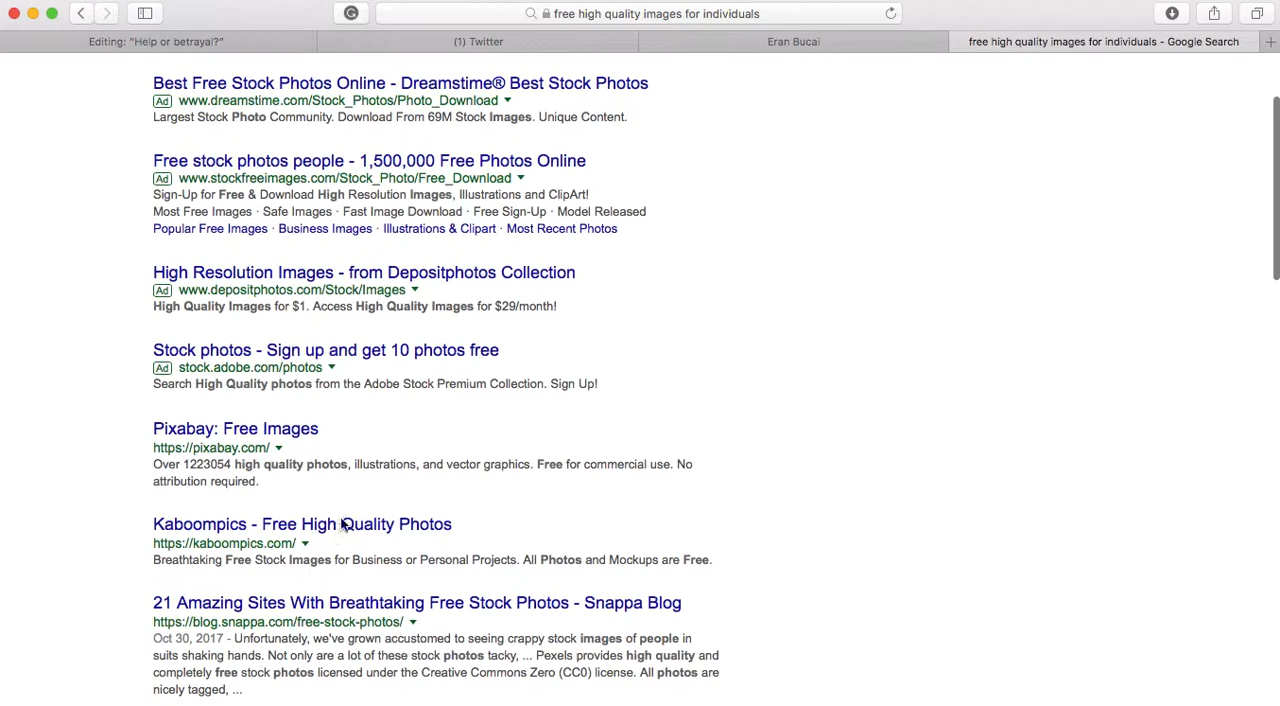 free high quality images for individuals
Editing: “Help or betrayal?”
(1) Twitter
Eran Bucai
free high quality images for individuals - Google Search
Best Free Stock Photos Online - Dreamstime® Best Stock Photos
Ad www.dreamstime.com/Stock_Photos/Photo_Download
Largest Stock Photo Community. Download From 69M Stock Images. Unique Content.
Free stock photos people - 1,500,000 Free Photos Online
Ad www.stockfreeimages.com/Stock_Photo/Free_Download
Sign-Up for Free & Download High Resolution Images, Illustrations and ClipArt!
Most Free Images · Safe Images · Fast Image Download · Free Sign-Up · Model Released
Popular Free Images · Business Images · Illustrations & Clipart · Most Recent Photos
High Resolution Images - from Depositphotos Collection
Ad www.depositphotos.com/Stock/Images
High Quality Images for $1. Access High Quality Images for $29/month!
Stock photos - Sign up and get 10 photos free
Ad stock.adobe.com/photos
Search High Quality photos from the Adobe Stock Premium Collection. Sign Up!
Pixabay: Free Images
https://pixabay.com/
Over 1223054 high quality photos, illustrations, and vector graphics. Free for commercial use. No
attribution required.
Kaboompics - Free High Quality Photos
https://kaboompics.com/
Breathtaking Free Stock Images for Business or Personal Projects. All Photos and Mockups are Free.
21 Amazing Sites With Breathtaking Free Stock Photos - Snappa Blog
https://blog.snappa.com/free-stock-photos/
Oct 30, 2017 - Unfortunately, we've grown accustomed to seeing crappy stock images of people in
suits shaking hands. Not only are a lot of these stock photos tacky, ... Pexels provides high quality and
completely free stock photos licensed under the Creative Commons Zero (CC0) license. All photos are
nicely tagged, ...